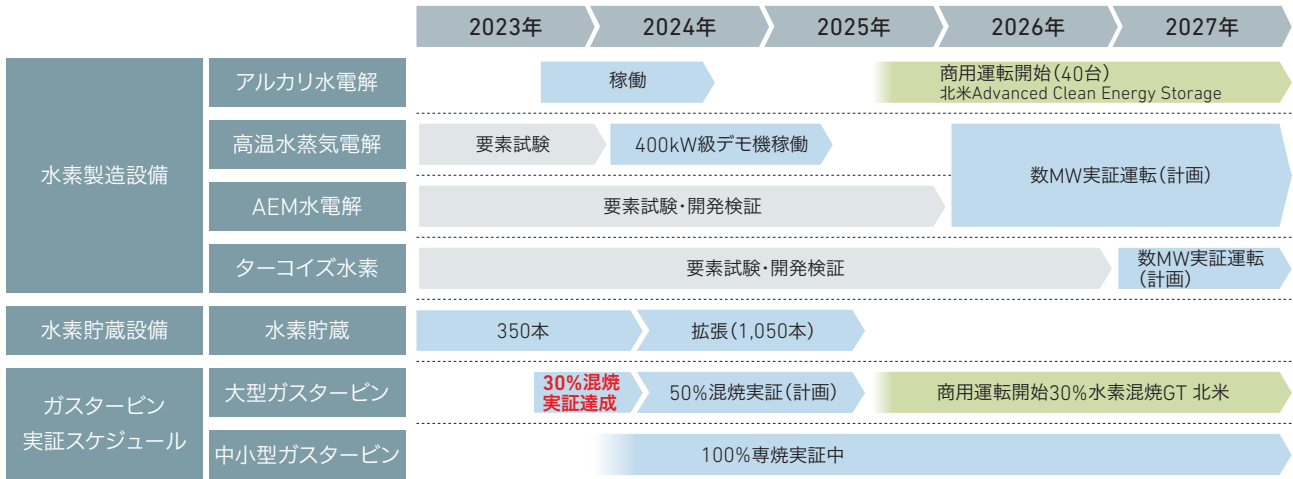 2023年
2024年
2025年
2026年
2027年
水素製造設備
アルカリ水電解
稼働
商用運転開始(40台)
北米Advanced Clean Energy Storage
高温水蒸気電解
要素試験
400kW級デモ機稼働
数MW実証運転(計画)
AEM水電解
要素試験・開発検証
ターコイズ水素
要素試験・開発検証
数MW実証運転
(計画)
水素貯蔵設備
水素貯蔵
350本
拡張(1,050本)
ガスタービン
実証スケジュール
大型ガスタービン
30%混焼
実証達成
50%混焼実証(計画)
商用運転開始30%水素混焼GT 北米
中小型ガスタービン
100%専焼実証中